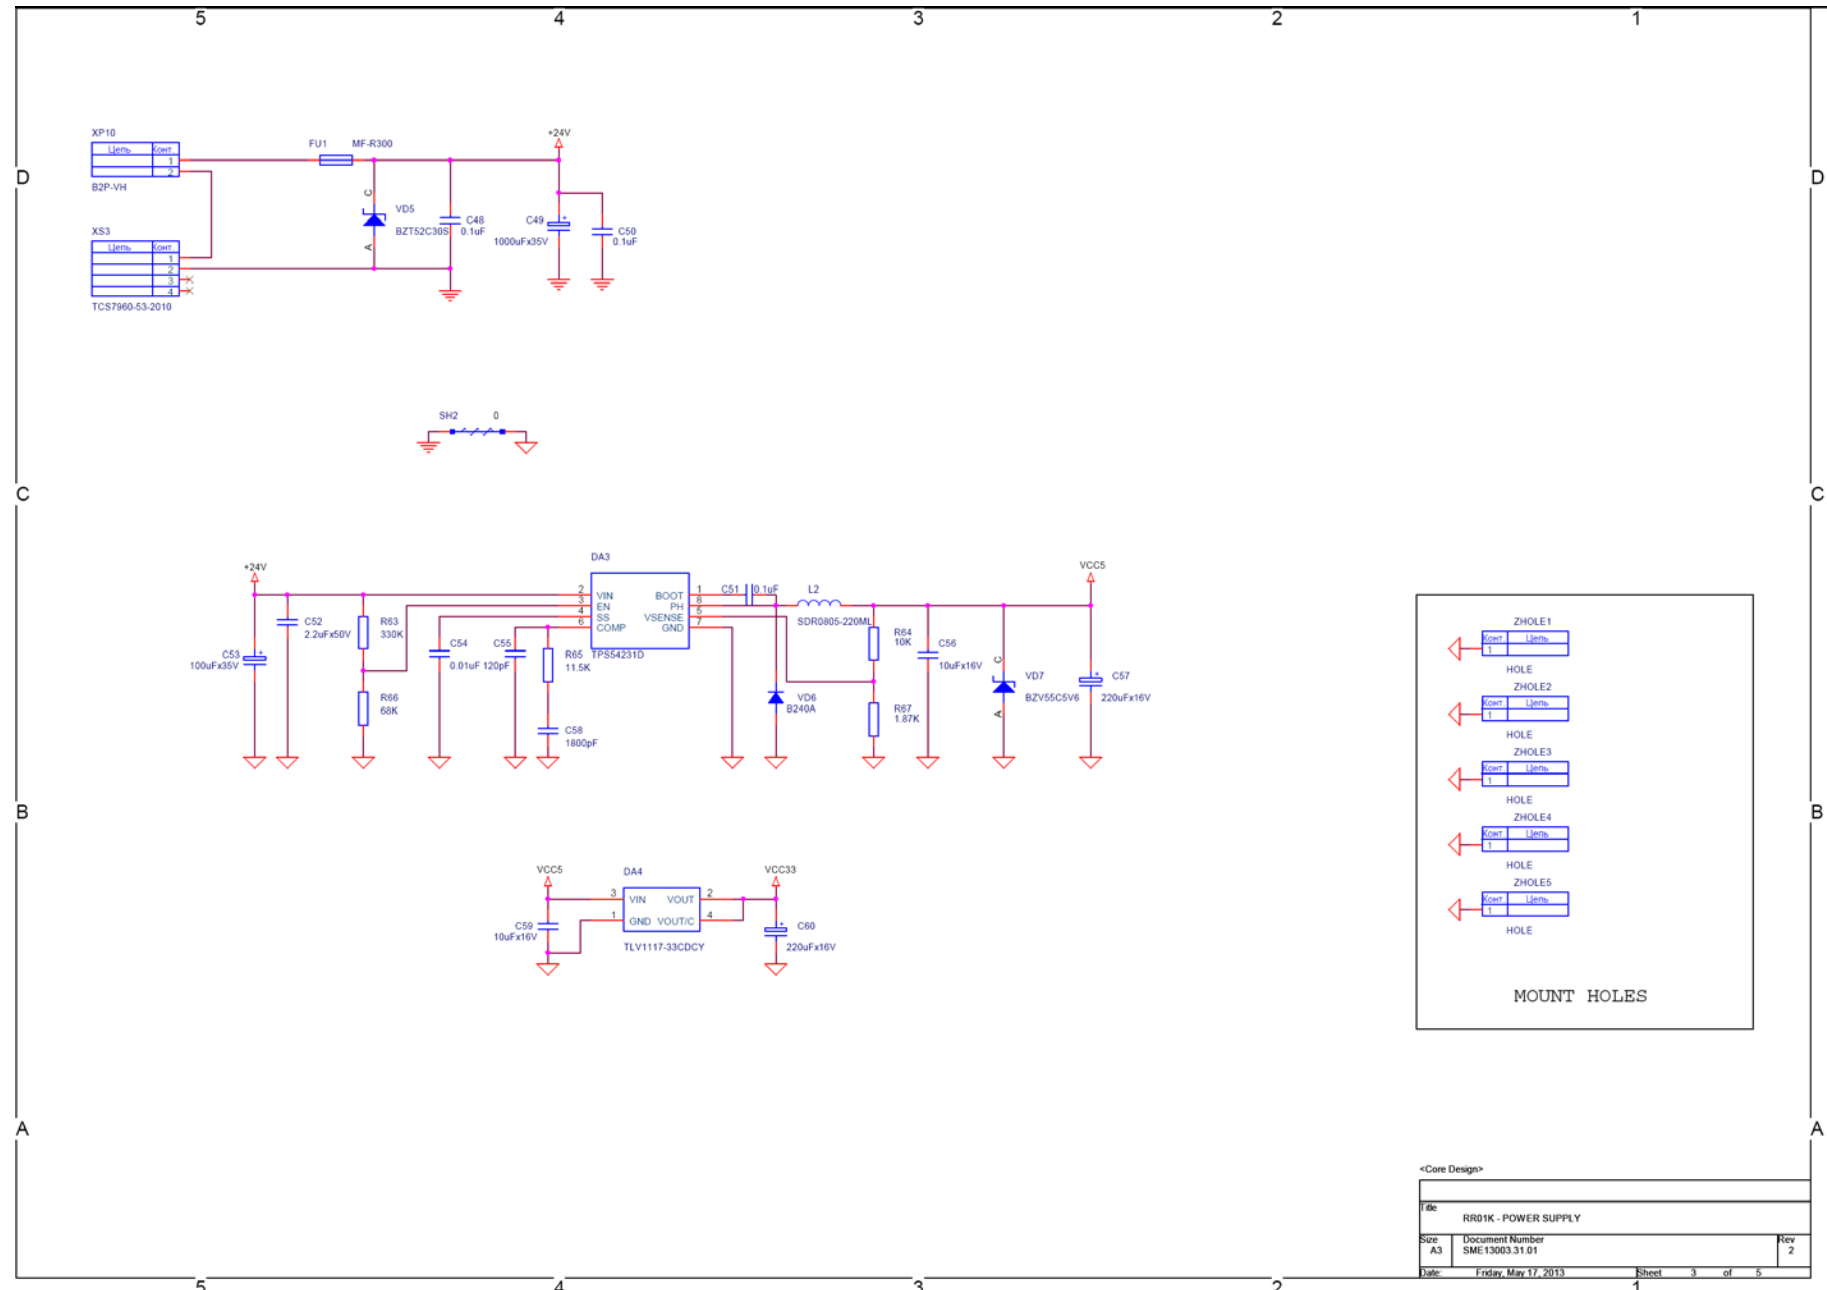 5 4 3 2 1
D
D
C
C
B
B
A
A
XP10
Цепь Конт.
1
2
B2P-VH
XS3
Цепь Конт.
1
2
3
4
TCS7960-53-2010
FU1 MF-R300
+24V
C
VD5
BZT52C30S
A
C48
0.1uF
C49
+
1000uFx35V
C50
0.1uF
SH2 0
+24V
C53
+
100uFx35V
C52
2.2uFx50V
R63
330K
R66
68K
C54
0.01uF
C55
120pF
R65
11.5K
C58
1800pF
DA3
2 VIN
3 EN
4 SS
6 COMP
BOOT 1
PH 8
VSENSE 5
GND 7
TPS54231D
C51 0.1uF
L2
SDR0805-220ML
VD6
B240A
R64
10K
R67
1.87K
C56
10uFx16V
C
VD7
BZV55C5V6
A
VCC5
+
C57
220uFx16V
VCC5
C59
10uFx16V
DA4
3 VIN VOUT 2
1 GND VOUT/C 4
TLV1117-33CDCY
VCC33
+
C60
220uFx16V
ZHOLE1
Конт. Цепь
1
HOLE
ZHOLE2
Конт. Цепь
1
HOLE
ZHOLE3
Конт. Цепь
1
HOLE
ZHOLE4
Конт. Цепь
1
HOLE
ZHOLE5
Конт. Цепь
1
HOLE
MOUNT HOLES
<Core Design>
Title
RR01K - POWER SUPPLY
Size Document Number Rev
A3 SME13003.31.01 2
Date: Friday, May 17, 2013 Sheet 3 of 5
5 4 3 2 1